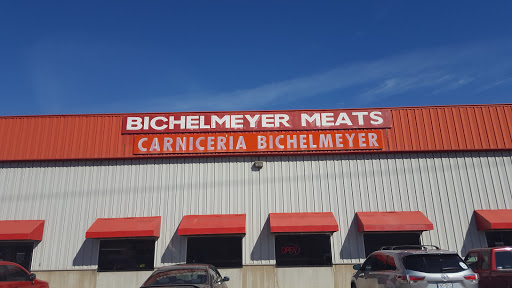 BICHELMEYER MEATS
CARNICERIA BICHELMEYER
OPEN